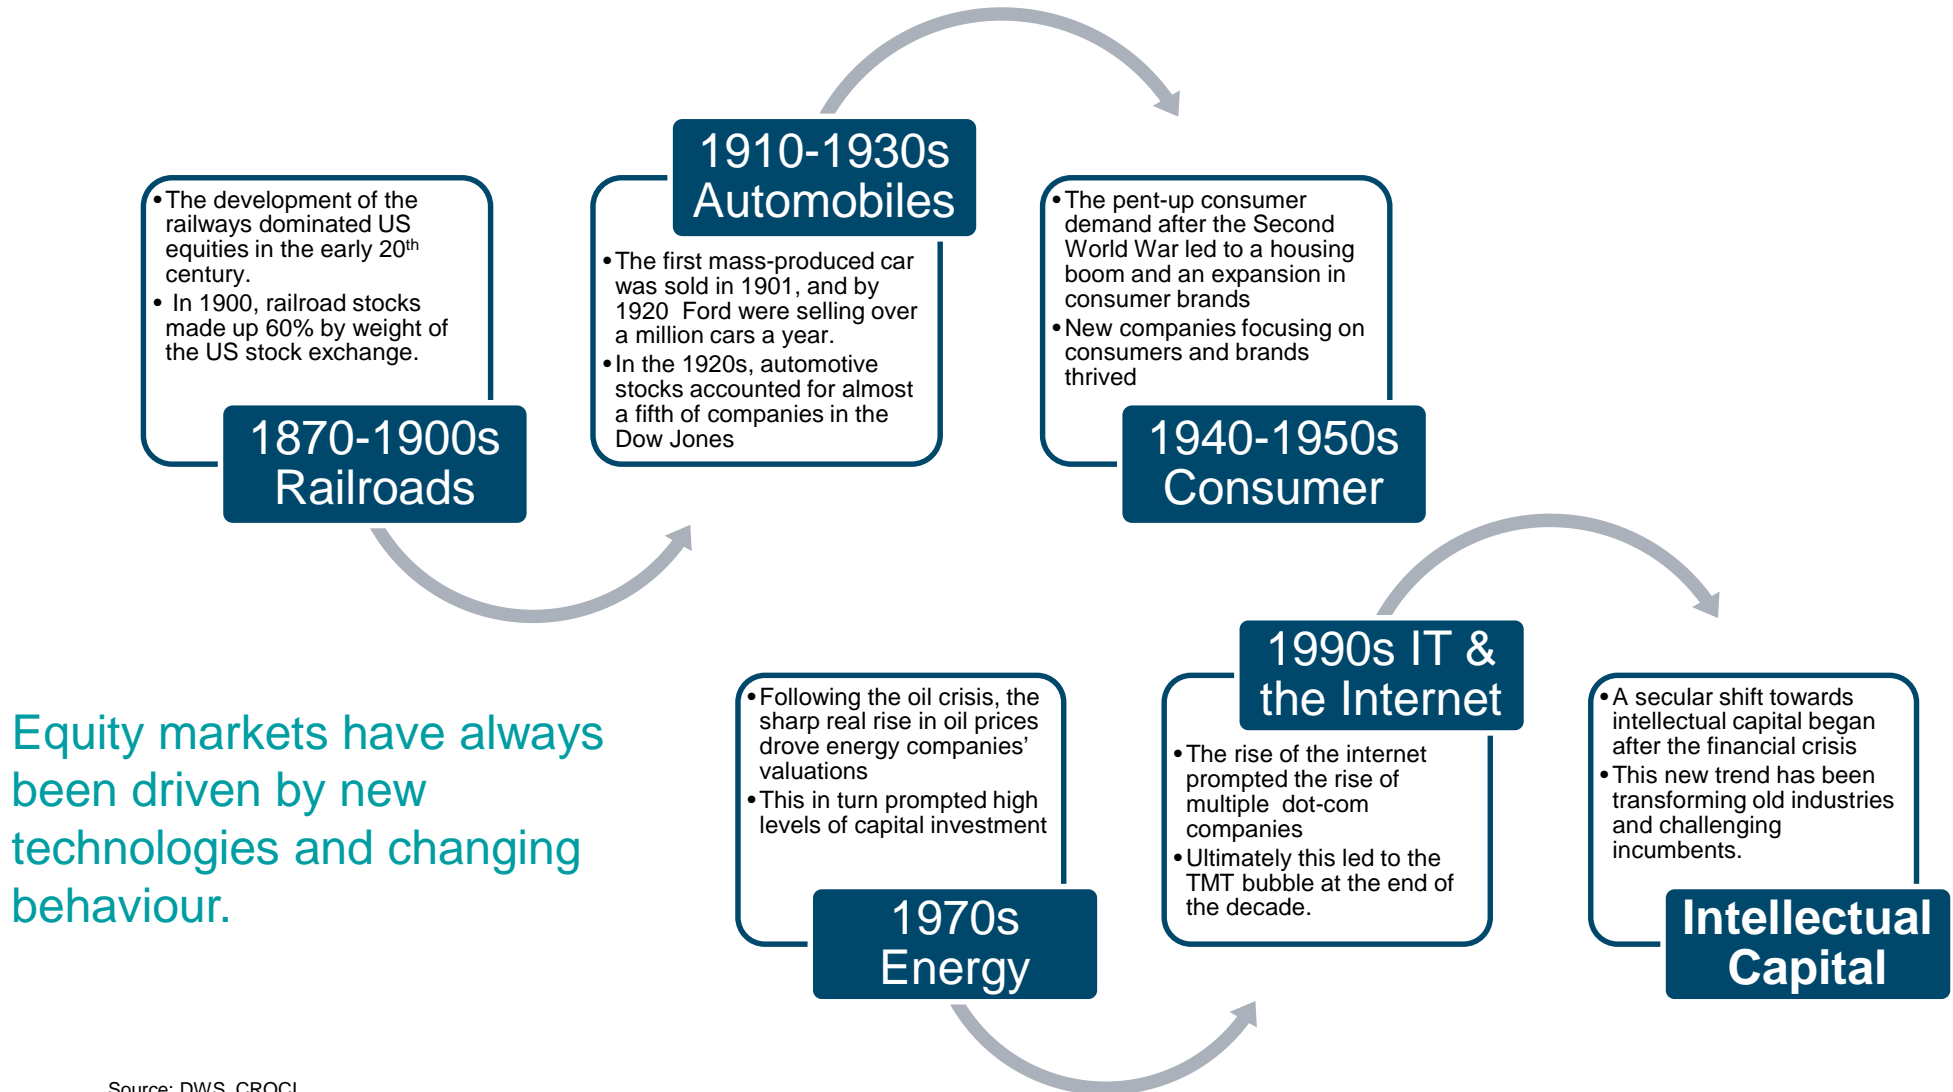 •The development of the
railways dominated US
equities in the early 20th
century.
• In 1900, railroad stocks
made up 60% by weight of
the US stock exchange.
1870-1900s
Railroads
1910-1930s
Automobiles
•The first mass-produced car
was sold in 1901, and by
1920  Ford were selling over
a million cars a year.
•In the 1920s, automotive
stocks accounted for almost
a fifth of companies in the
Dow Jones
•The pent-up consumer
demand after the Second
World War led to a housing
boom and an expansion in
consumer brands
•New companies focusing on
consumers and brands
thrived
1940-1950s
Consumer
Equity markets have always
been driven by new
technologies and changing
behaviour.
•Following the oil crisis, the
sharp real rise in oil prices
drove energy companies’
valuations
•This in turn prompted high
levels of capital investment
1970s
Energy
1990s IT &
the Internet
•The rise of the internet
prompted the rise of
multiple  dot-com
companies
•Ultimately this led to the
TMT bubble at the end of
the decade.
•A secular shift towards
intellectual capital began
after the financial crisis
•This new trend has been
transforming old industries
and challenging
incumbents.
Intellectual
Capital
Source: DWS, CROCI